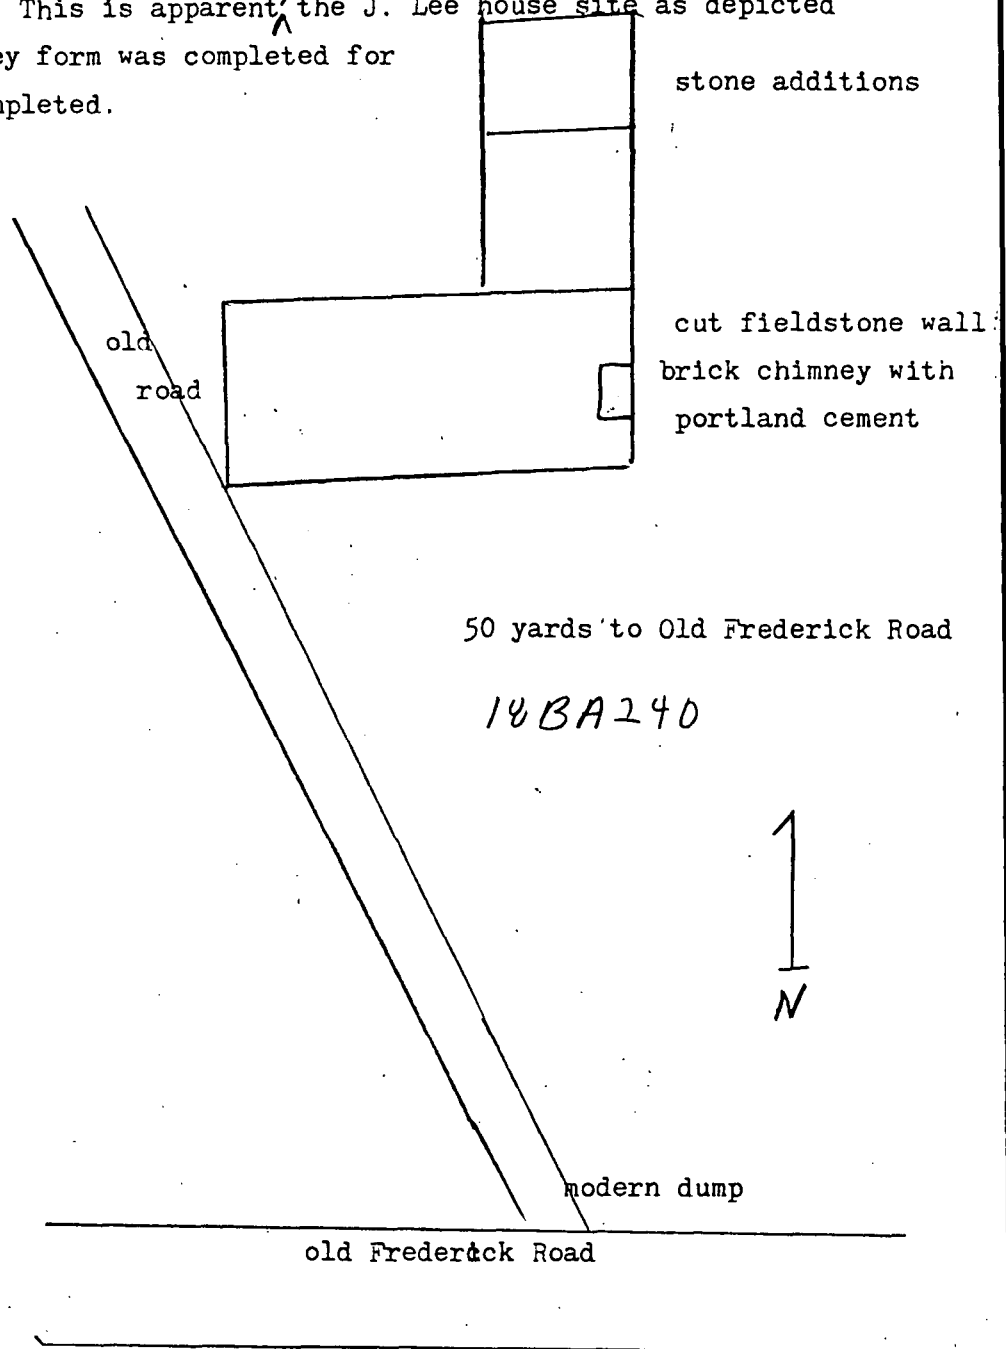 This is apparent the J. Lee house site as depicted
ey form was completed for
mpleted.
stone additions
old
road
cut fieldstone wall
brick chimney with
portland cement
50 yards to Old Frederick Road
18BA240
N
modern dump
old Frederick Road